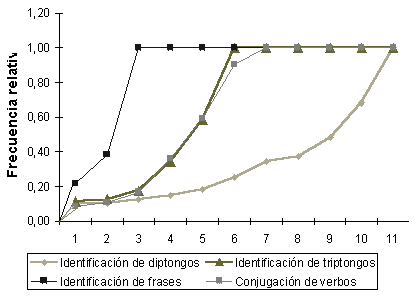 1,20
1,00
0,80
0,60
0,40
0,20
0,00
Frecuencia relativ
1 2 3 4 5 6 7 8 9 10 11
Identificación de diptongos Identificación de triptongos
Identificación de frases Conjugación de verbos